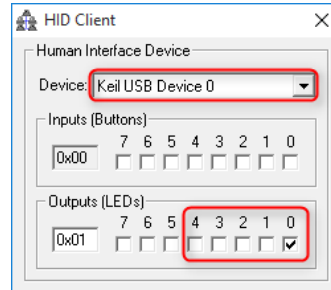 HID Client
Human Interface Device
Device: Keil USB Device 0
Inputs (Buttons)
7 6 5 4 3 2 1 0
0x00
Outputs (LEDs)
7 6 5 4 3 2 1 0
0x01